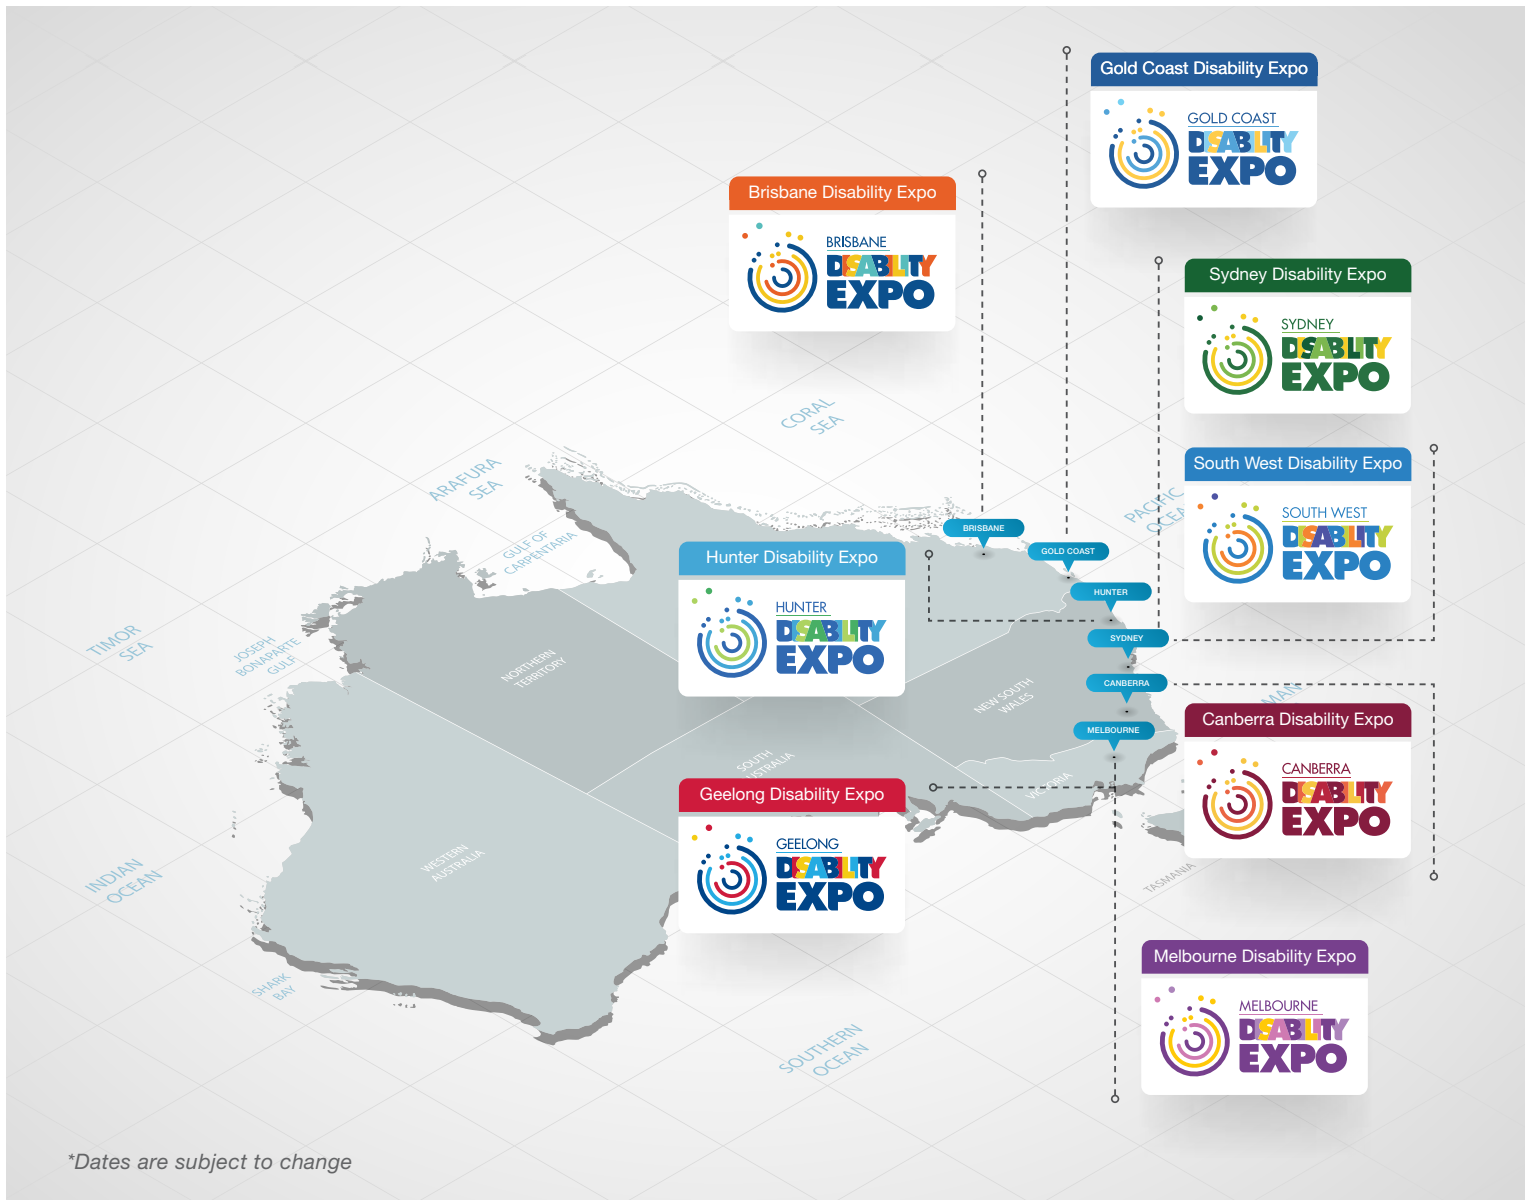 Gold Coast Disability Expo
GOLD COAST
DISABILITY
EXPO
Brisbane Disability Expo
BRISBANE
DISABILITY
EXPO
Sydney Disability Expo
SYDNEY
DISABILITY
EXPO
CORAL
SEA
ARAFURA
SEA
South West Disability Expo
SOUTH WEST
DISABILITY
EXPO
PACIFIC
BRISBANE
GULF OF
CARPENTARIA
GOLD COAST
Hunter Disability Expo
HUNTER
DISABILITY
EXPO
HUNTER
TIMOR
SEA
JOSEPH
BONAPARTE
GULF
SYDNEY
NORTHERN
TERRITORY
CANBERRA
NEW SOUTH
WALES
MELBOURNE
Canberra Disability Expo
CANBERRA
DISABILITY
EXPO
SOUTH
VICTORIA
Geelong Disability Expo
GEELONG
DISABILITY
EXPO
WESTERN
AUSTRALIA
INDIAN
OCEAN
TASMANIA
Melbourne Disability Expo
MELBOURNE
DISABILITY
EXPO
SHARK
BAY
SOUTHERN
OCEAN
*Dates are subject to change